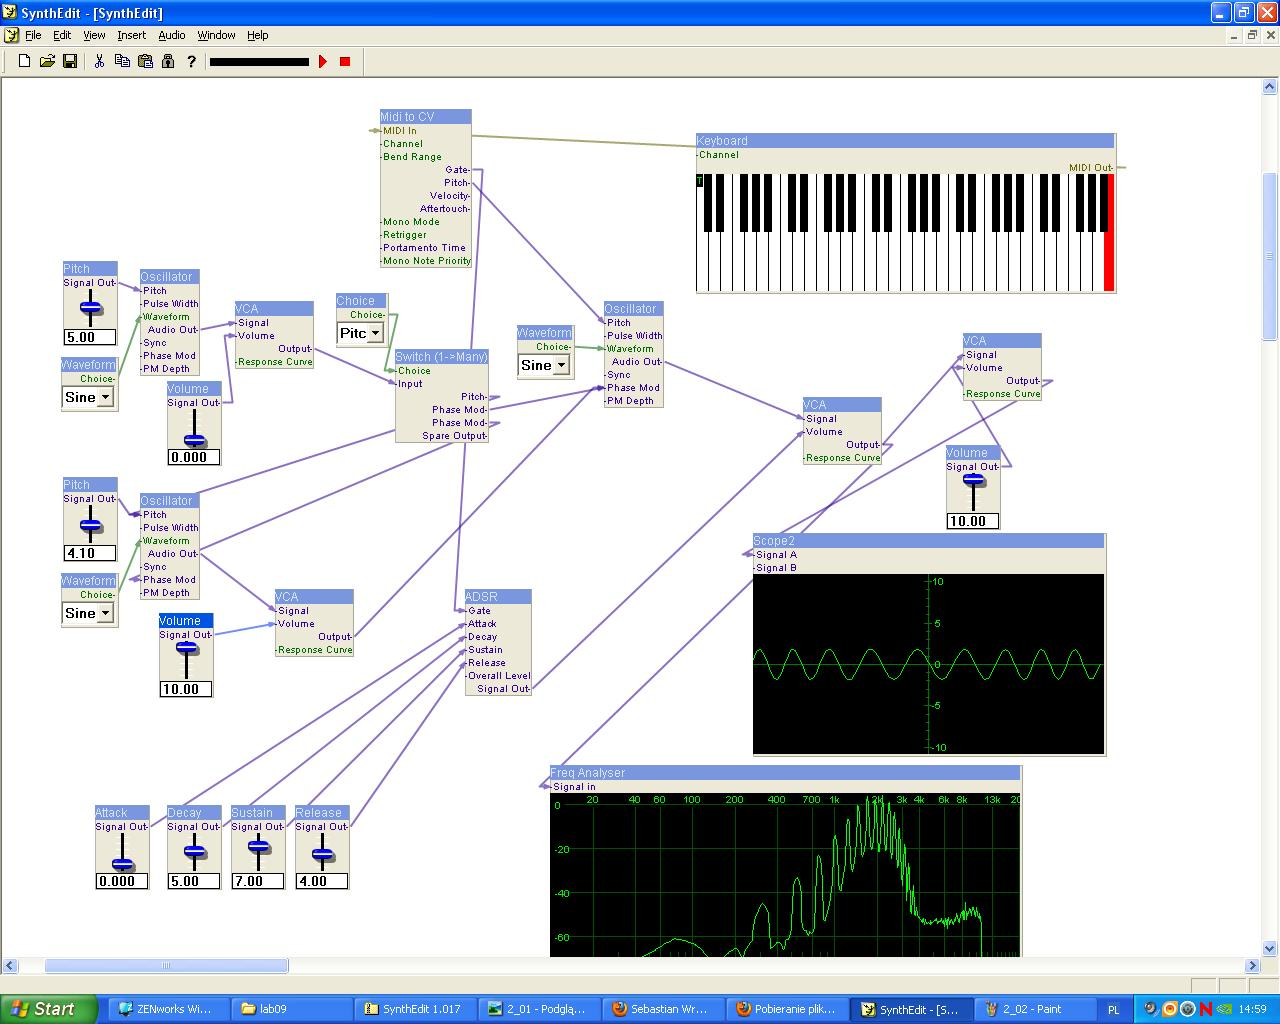 SynthEdit - [SynthEdit]
File Edit View Insert Audio Window Help
Midi to CV
MIDI In
Channel
Bend Range
Gate
Pitch
Velocity
Aftertouch
Mono Mode
Retrigger
Portamento Time
Mono Note Priority
Keyboard
Channel
MIDI Out
T
Pitch
Signal Out
5.00
Waveform
Choice
Sine
Oscillator
Pitch
Pulse Width
Waveform
Audio Out
Sync
Phase Mod
PM Depth
Volume
Signal Out
0.000
VCA
Signal
Volume
Output
Response Curve
Choice
Choice
Pitc
Switch (1->Many)
Choice
Input
Pitch
Phase Mod
Phase Mod
Spare Output
Waveform
Choice
Sine
Oscillator
Pitch
Pulse Width
Waveform
Audio Out
Sync
Phase Mod
PM Depth
VCA
Signal
Volume
Output
Response Curve
VCA
Signal
Volume
Output
Response Curve
Volume
Signal Out
10.00
Pitch
Signal Out
4.10
Waveform
Choice
Sine
Oscillator
Pitch
Pulse Width
Waveform
Audio Out
Sync
Phase Mod
PM Depth
Volume
Signal Out
10.00
VCA
Signal
Volume
Output
Response Curve
ADSR
Gate
Attack
Decay
Sustain
Release
Overall Level
Signal Out
Scope2
Signal A
Signal B
10
5
0
-5
-10
Attack
Signal Out
0.000
Decay
Signal Out
5.00
Sustain
Signal Out
7.00
Release
Signal Out
4.00
Freq Analyser
Signal in
0 20 40 60 100 200 400 700 1k 2k 3k 4k 6k 8k 13k 20
-20
-40
-60
Start ZENworks Wi... lab09 SynthEdit 1.017 2_01 - Podglą... Sebastian Wr... Pobieranie plik... SynthEdit - [S... 2_02 - Paint PL 14:59